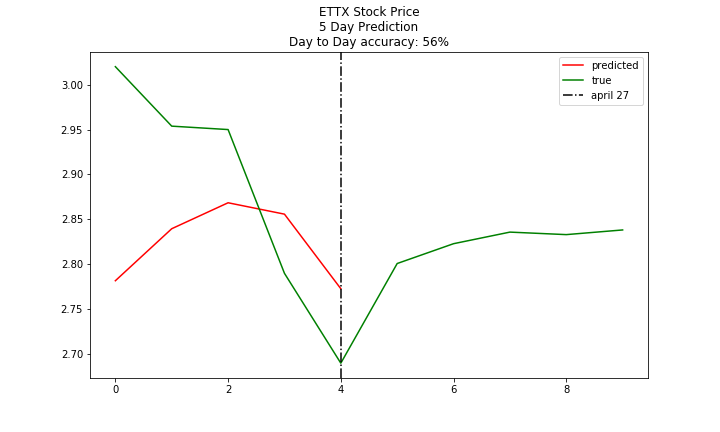 ETTX Stock Price
5 Day Prediction
Day to Day accuracy: 56%
predicted
true
april 27
3.00
2.95
2.90
2.85
2.80
2.75
2.70
0
2
4
6
8